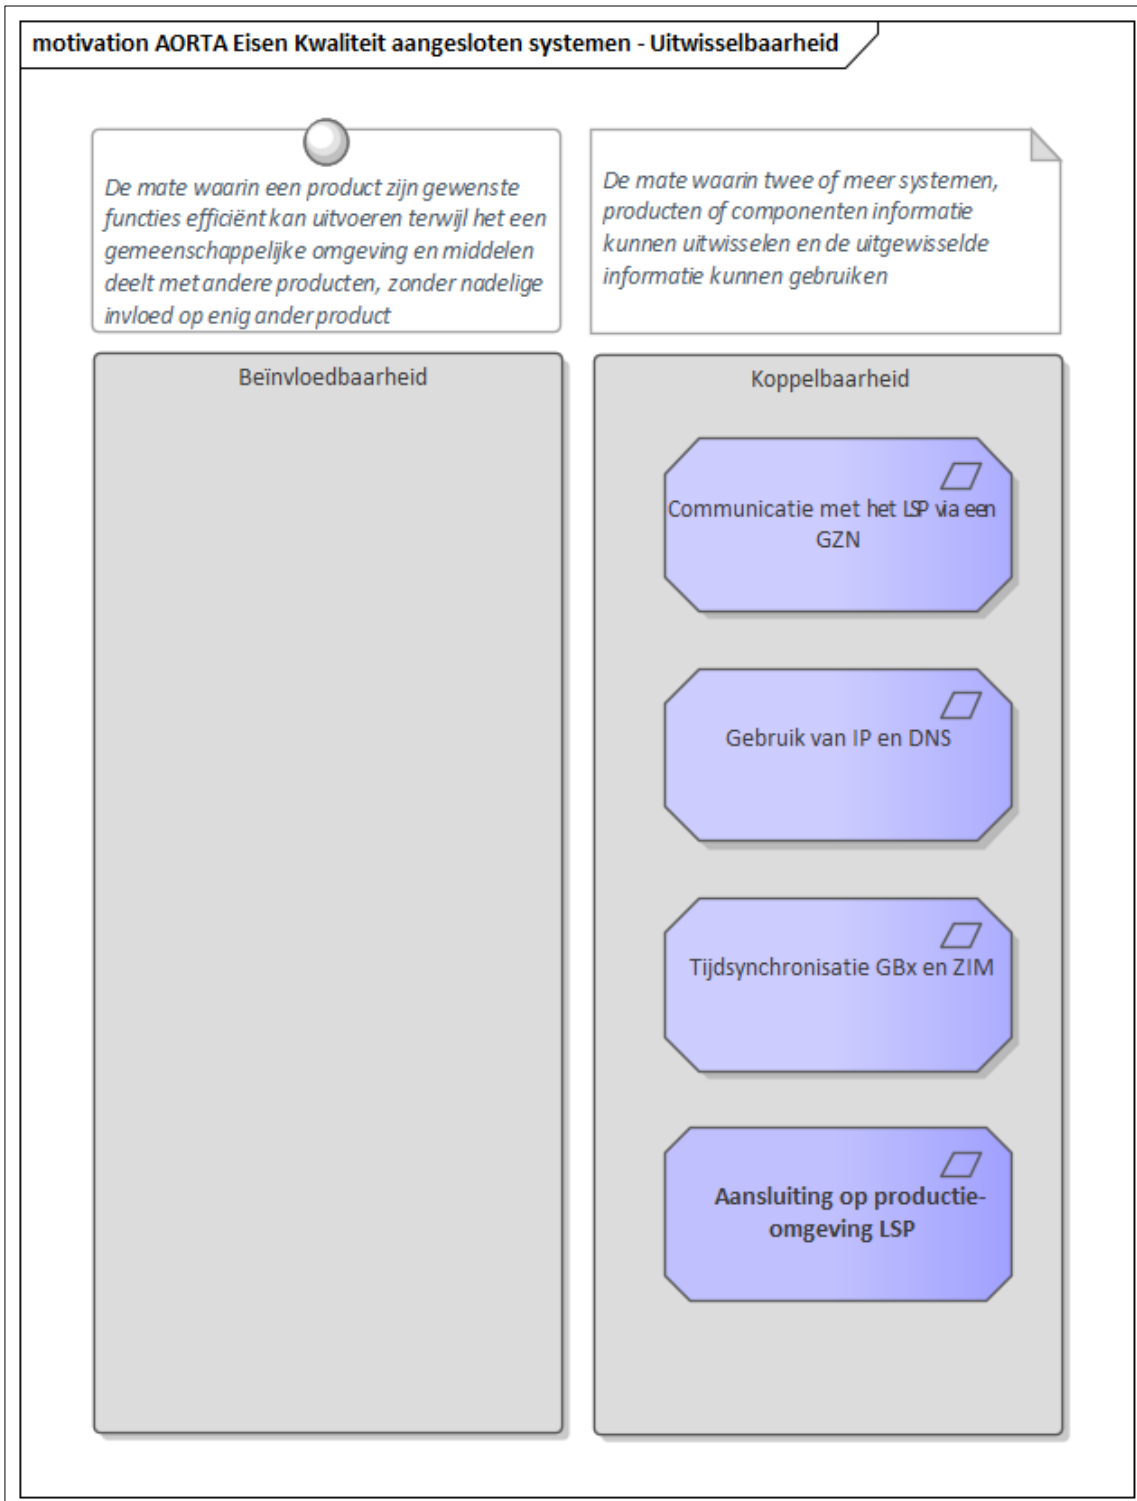 motivation AORTA Eisen Kwaliteit aangesloten systemen - Uitwisselbaarheid
De mate waarin een product zijn gewenste
functies efficiënt kan uitvoeren terwijl het een
gemeenschappelijke omgeving en middelen
deelt met andere producten, zonder nadelige
invloed op enig ander product
De mate waarin twee of meer systemen,
producten of componenten informatie
kunnen uitwisselen en de uitgewisselde
informatie kunnen gebruiken
Beïnvloedbaarheid
Koppelbaarheid
Communicatie met het LSP via een
GZN
Gebruik van IP en DNS
Tijdsynchronisatie GBx en ZIM
Aansluiting op productie-
omgeving LSP